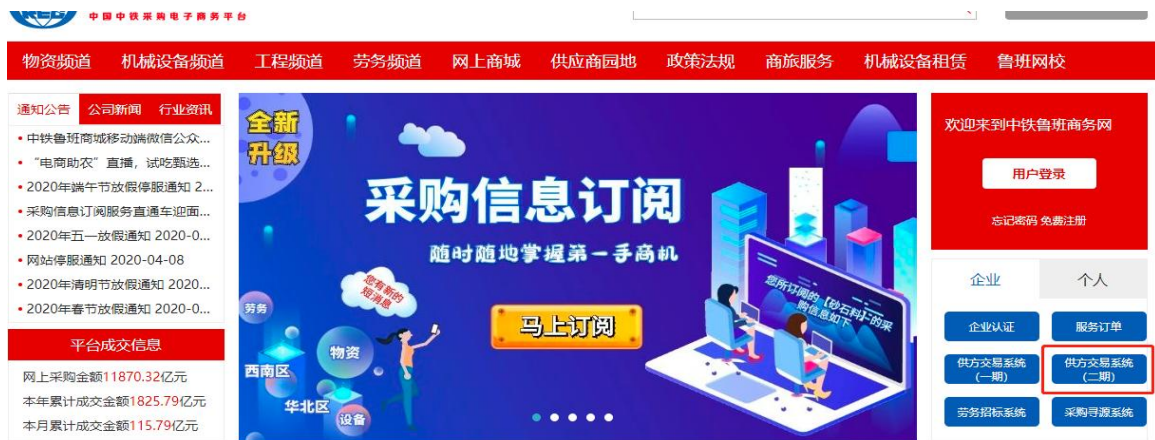 中国中铁采购电子商务平台
物资频道 机械设备频道 工程频道 劳务频道 网上商城 供应商园地 政策法规 商旅服务 机械设备租赁 鲁班网校
通知公告 公司新闻 行业资讯
• 中铁鲁班商城移动端微信公众...
• “电商助农”直播，试吃甄选...
• 2020年端午节放假停服通知 2...
• 采购信息订阅服务直通车迎面...
• 2020年五一放假通知 2020-0...
• 网站停服通知 2020-04-08
• 2020年清明节放假通知 2020...
• 2020年春节放假通知 2020-0...
平台成交信息
网上采购金额11870.32亿元
本年累计成交金额1825.79亿元
本月累计成交金额115.79亿元
全新
升级
采购信息订阅
随时随地掌握第一手商机
您有新的
短消息
马上订阅
劳务
物资
西南区
华北区
设备
您所订阅的【砂石料】的采
购信息如下
欢迎来到中铁鲁班商务网
用户登录
忘记密码 免费注册
企业 个人
企业认证 服务订单
供方交易系统
(一期)
供方交易系统
(二期)
劳务招标系统 采购寻源系统